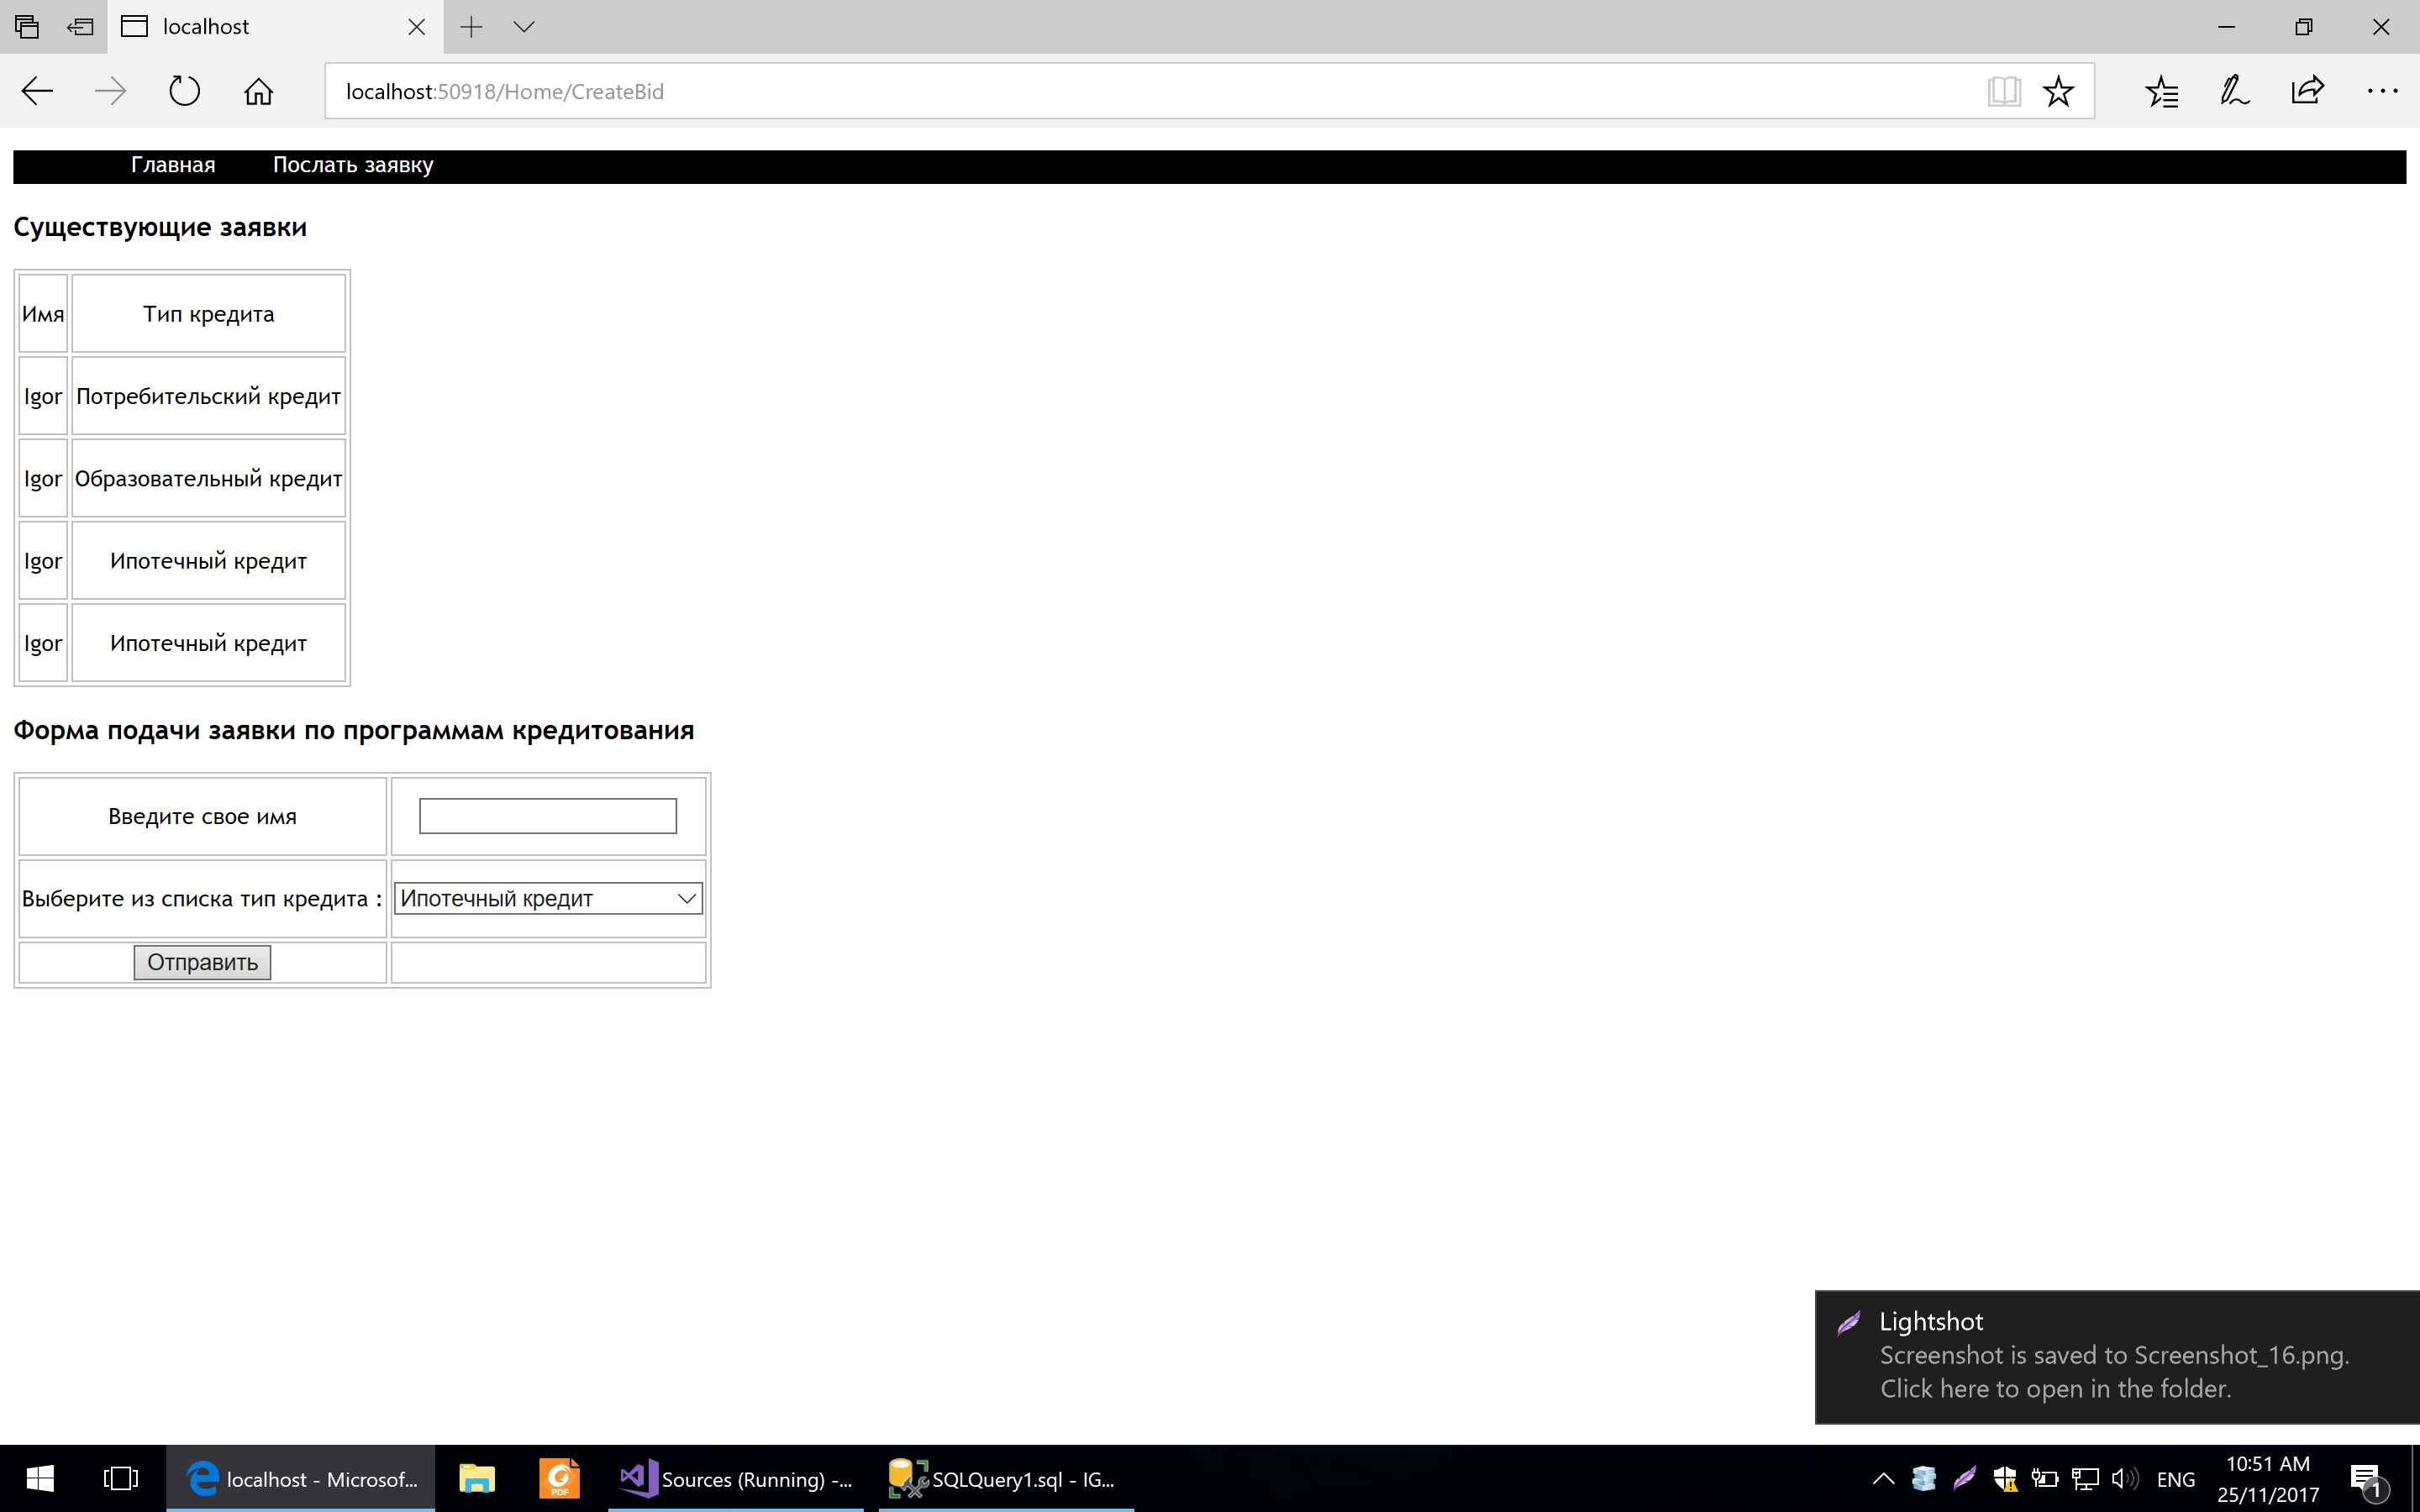 localhost
localhost:50918/Home/CreateBid
Главная Послать заявку
Существующие заявки
Имя Тип кредита
Igor Потребительский кредит
Igor Образовательный кредит
Igor Ипотечный кредит
Igor Ипотечный кредит
Форма подачи заявки по программам кредитования
Введите свое имя
Выберите из списка тип кредита : Ипотечный кредит
Отправить
Lightshot
Screenshot is saved to Screenshot_16.png.
Click here to open in the folder.
localhost - Microsof... PDF Sources (Running) -... SQLQuery1.sql - IG... ENG 10:51 AM
25/11/2017 1